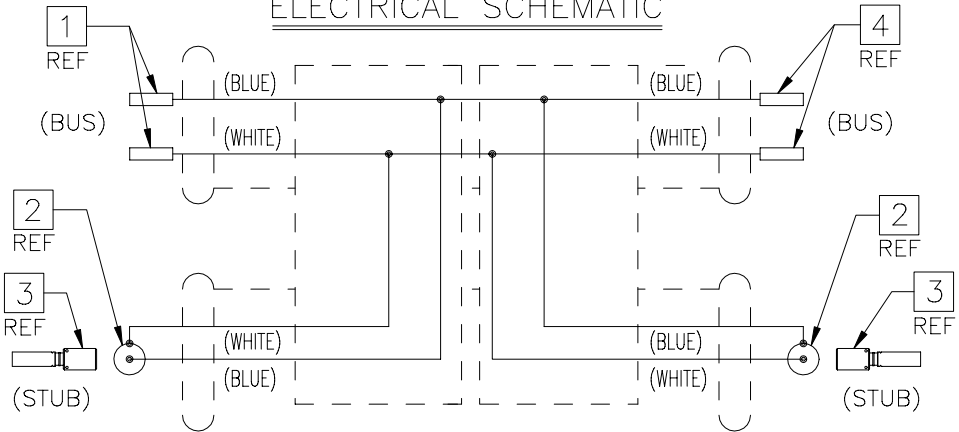 ELECTRICAL SCHEMATIC
1
REF
4
REF
(BLUE)
(BLUE)
(BUS)
(BUS)
(WHITE)
(WHITE)
2
REF
2
REF
3
REF
3
REF
(WHITE)
(BLUE)
(BLUE)
(WHITE)
(STUB)
(STUB)